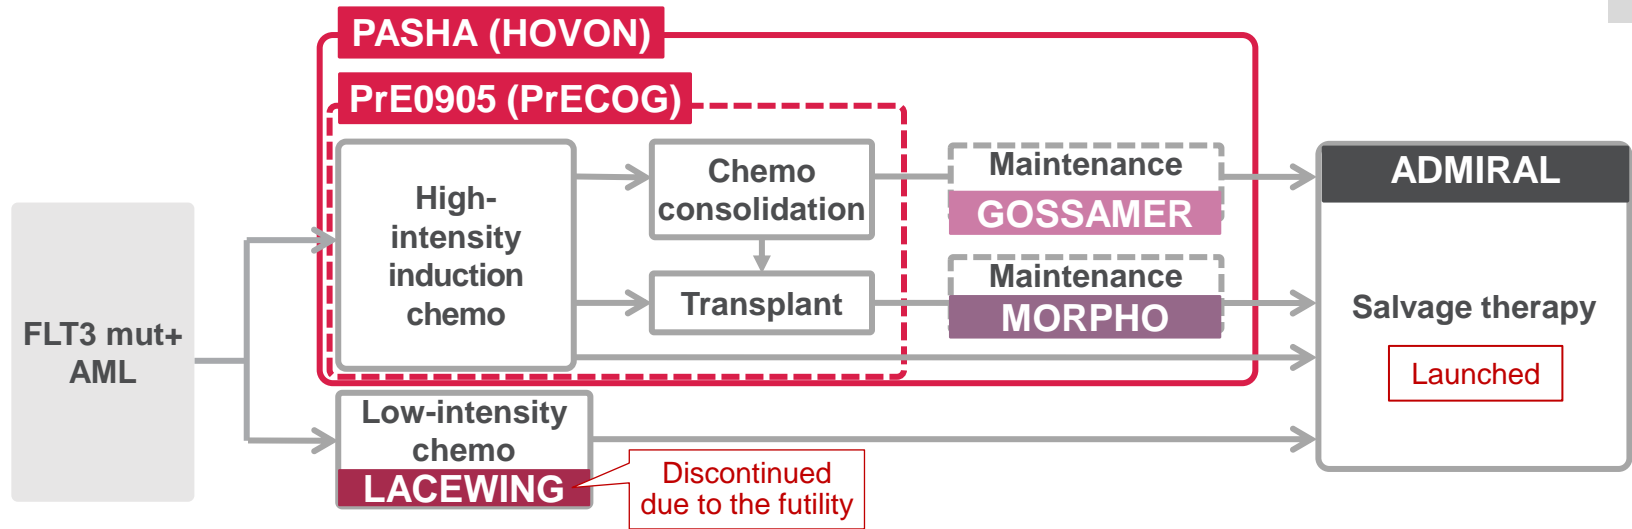 PASHA (HOVON)
PrE0905 (PrECOG)
FLT3 mut+
AML
High-
intensity
induction
chemo
Chemo
consolidation
Transplant
Maintenance
GOSSAMER
Maintenance
MORPHO
ADMIRAL
Salvage therapy
Launched
Low-intensity
chemo
LACEWING
Discontinued
due to the futility